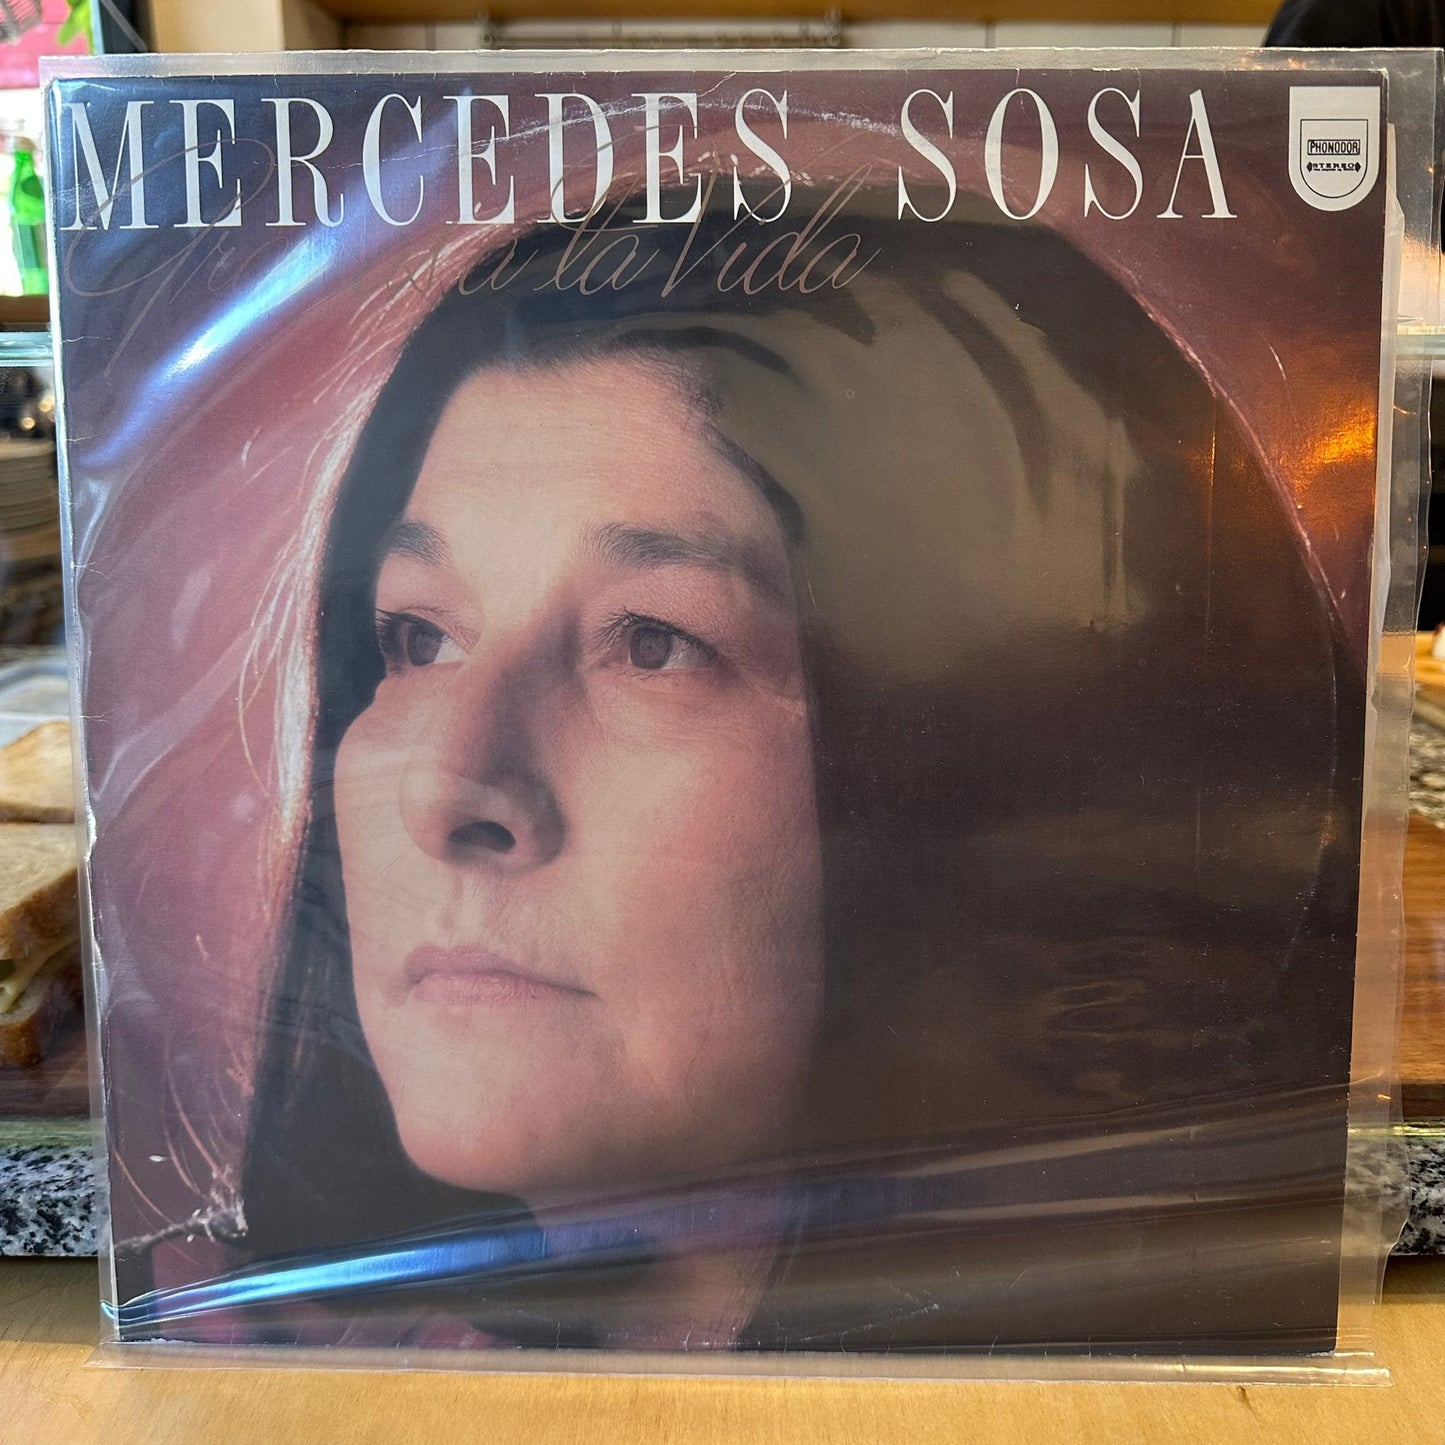 MERCEDES SOSA
Gracias a la Vida
PHONODOR
STEREO